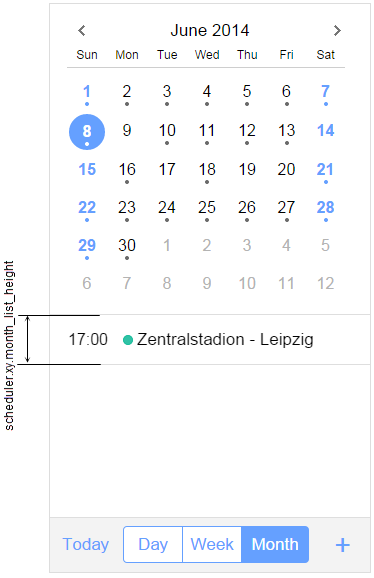 June 2014
Sun Mon Tue Wed Thu Fri Sat
1 2 3 4 5 6 7
8 9 10 11 12 13 14
15 16 17 18 19 20 21
22 23 24 25 26 27 28
29 30 1 2 3 4 5
6 7 8 9 10 11 12
scheduler.xy.month_list_height
17:00 Zentralstadion - Leipzig
Today Day Week Month +